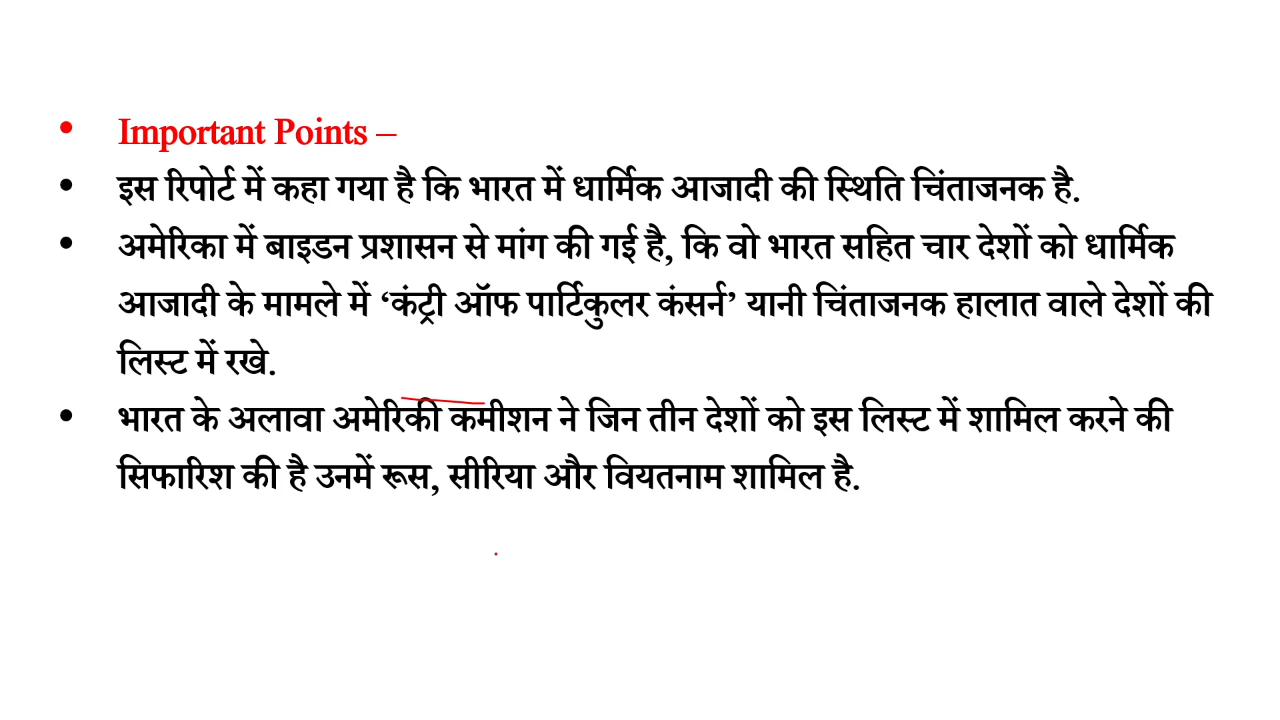 • Important Points –
• इस रिपोर्ट में कहा गया है कि भारत में धार्मिक आजादी की स्थिति चिंताजनक है.
• अमेरिका में बाइडन प्रशासन से मांग की गई है, कि वो भारत सहित चार देशों को धार्मिक
आजादी के मामले में ‘कंट्री ऑफ पार्टिकुलर कंसर्न’ यानी चिंताजनक हालात वाले देशों की
लिस्ट में रखे.
• भारत के अलावा अमेरिकी कमीशन ने जिन तीन देशों को इस लिस्ट में शामिल करने की
सिफारिश की है उनमें रूस, सीरिया और वियतनाम शामिल है.